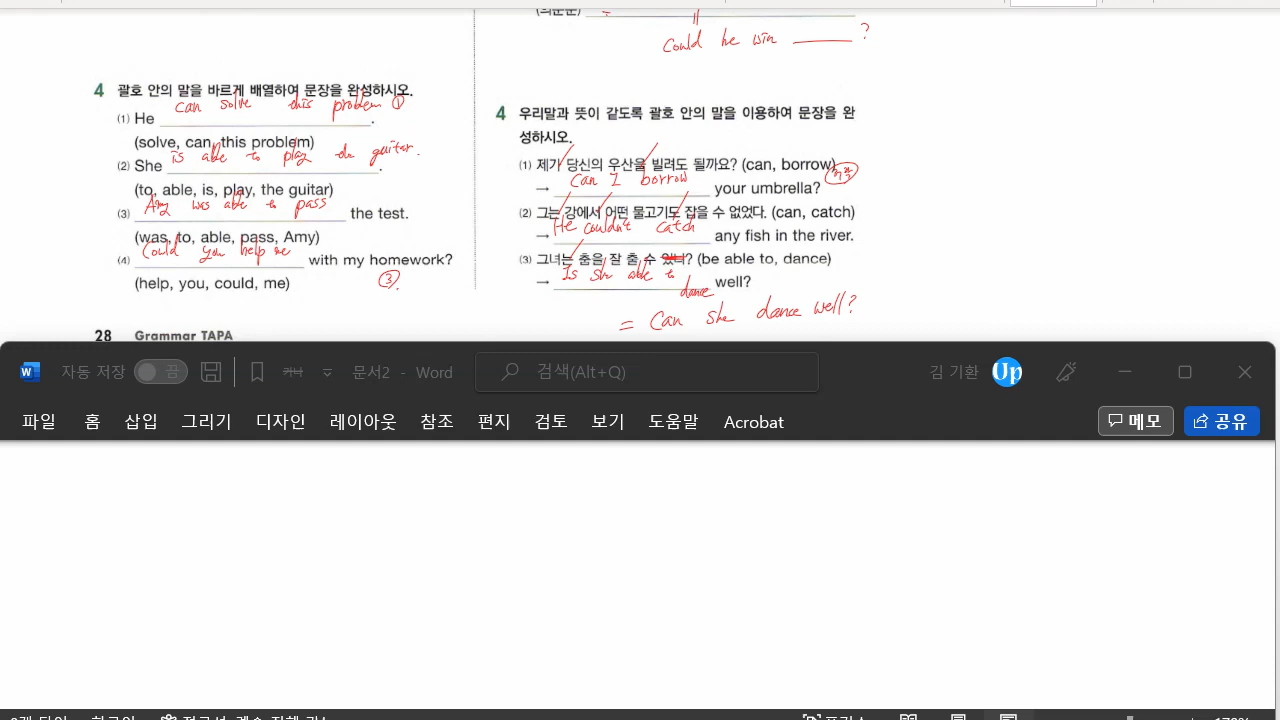 Could he win ?
4 괄호 안의 말을 바르게 배열하여 문장을 완성하시오.
can solve this problem ①
(1) He .
(solve, can, this problem)
is able to play the guitar.
(2) She .
(to, able, is, play, the guitar)
Amy was able to pass
(3) the test.
(was, to, able, pass, Amy)
Could you help me
(4) with my homework?
(help, you, could, me)
③.
28 Grammar TAPA
4 우리말과 뜻이 같도록 괄호 안의 말을 이용하여 문장을 완
성하시오.
(1) 제가 당신의 우산을 빌려도 될까요? (can, borrow)
Can I borrow
→ your umbrella?
(2) 그는 강에서 어떤 물고기도 잡을 수 없었다. (can, catch)
He couldn't catch
→ any fish in the river.
(3) 그녀는 춤을 잘 출 수 있니? (be able to, dance)
Is she able to
dance
→ well?
= Can she dance well?
자동 저장 끔 가나 문서2 - Word 검색(Alt+Q) 김 기환 Up
파일 홈 삽입 그리기 디자인 레이아웃 참조 편지 검토 보기 도움말 Acrobat 메모 공유